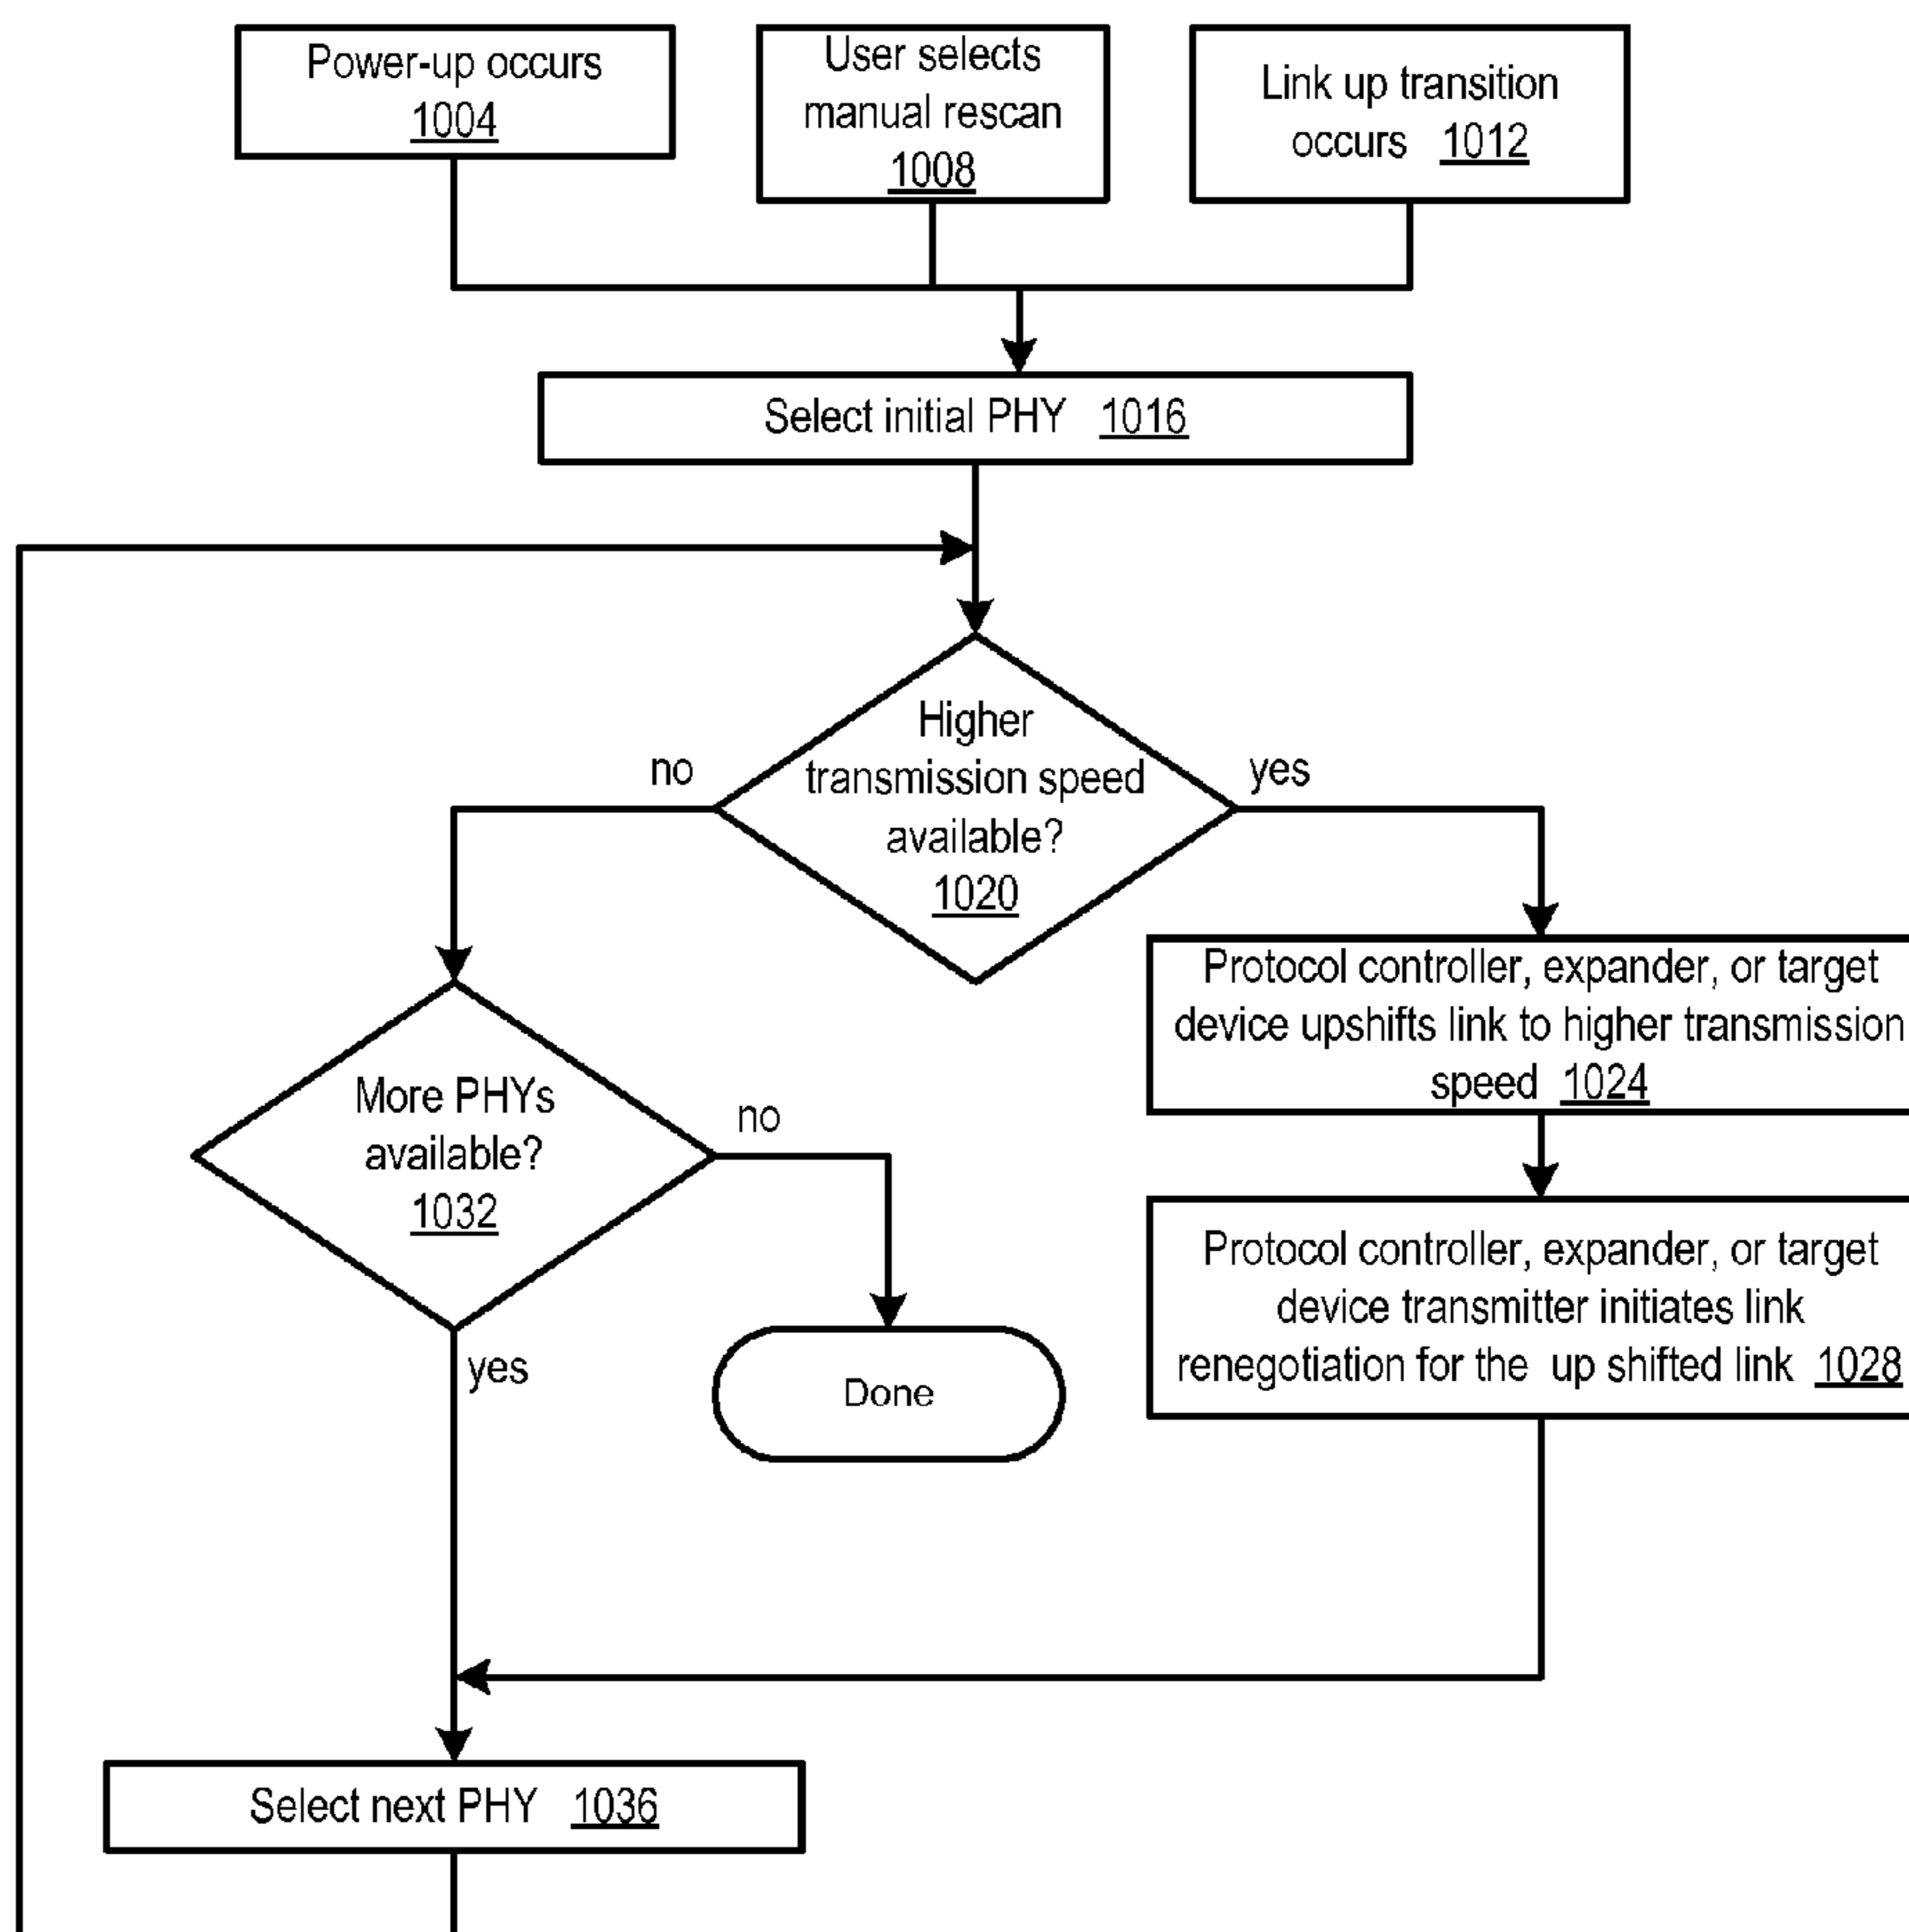 Power-up occurs
1004
User selects
manual rescan
1008
Link up transition
occurs 1012
Select initial PHY 1016
Higher
transmission speed
available?
1020
no
yes
Protocol controller, expander, or target
device upshifts link to higher transmission
speed 1024
More PHYs
available?
1032
no
yes
Protocol controller, expander, or target
device transmitter initiates link
renegotiation for the up shifted link 1028
Done
Select next PHY 1036